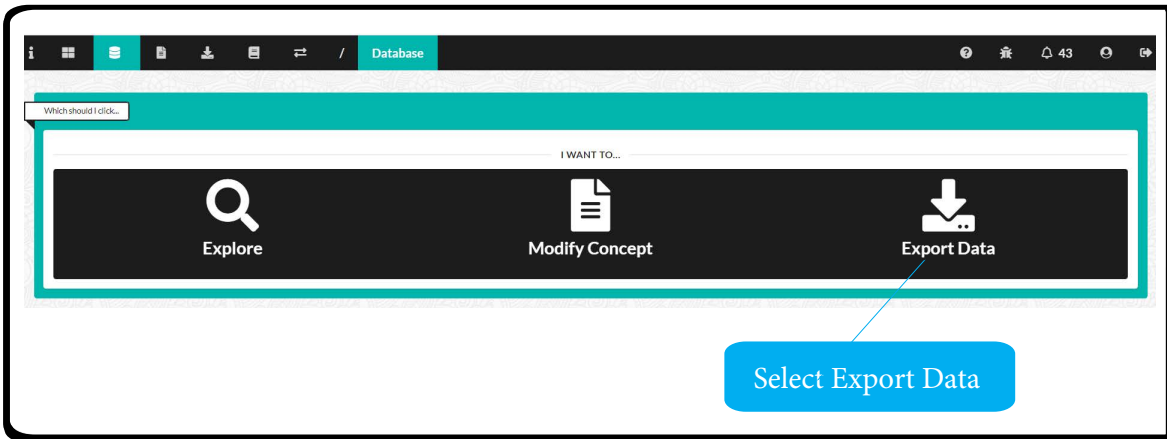 / Database 43
Which should I click...
I WANT TO...
Explore Modify Concept Export Data
Select Export Data